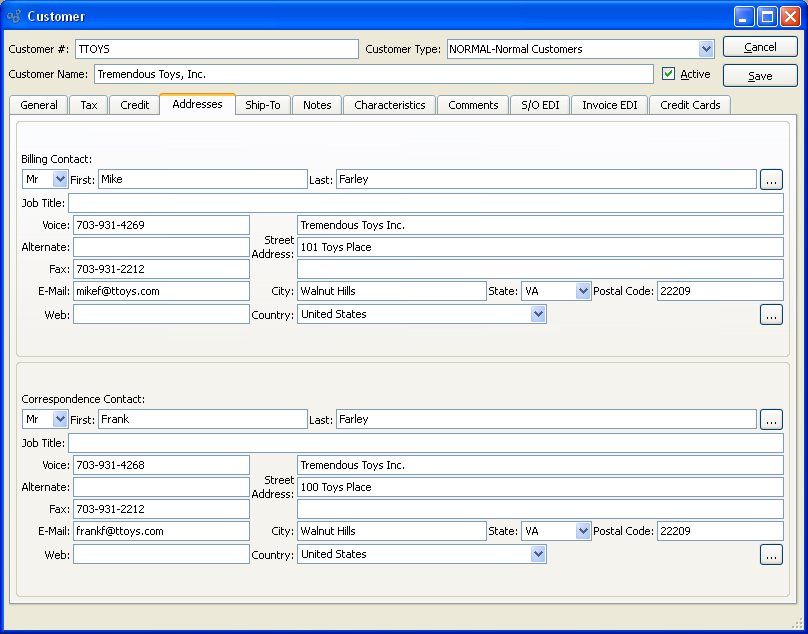 Customer
Customer #: TTOYS Customer Type: NORMAL-Normal Customers Cancel
Customer Name: Tremendous Toys, Inc. Active Save
General Tax Credit Addresses Ship-To Notes Characteristics Comments S/O EDI Invoice EDI Credit Cards
Billing Contact:
Mr First: Mike Last: Farley ...
Job Title:
Voice: 703-931-4269 Tremendous Toys Inc.
Alternate: Street Address: 101 Toys Place
Fax: 703-931-2212
E-Mail: mikef@ttoys.com City: Walnut Hills State: VA Postal Code: 22209
Web: Country: United States ...
Correspondence Contact:
Mr First: Frank Last: Farley ...
Job Title:
Voice: 703-931-4268 Tremendous Toys Inc.
Alternate: Street Address: 100 Toys Place
Fax: 703-931-2212
E-Mail: frankf@ttoys.com City: Walnut Hills State: VA Postal Code: 22209
Web: Country: United States ...